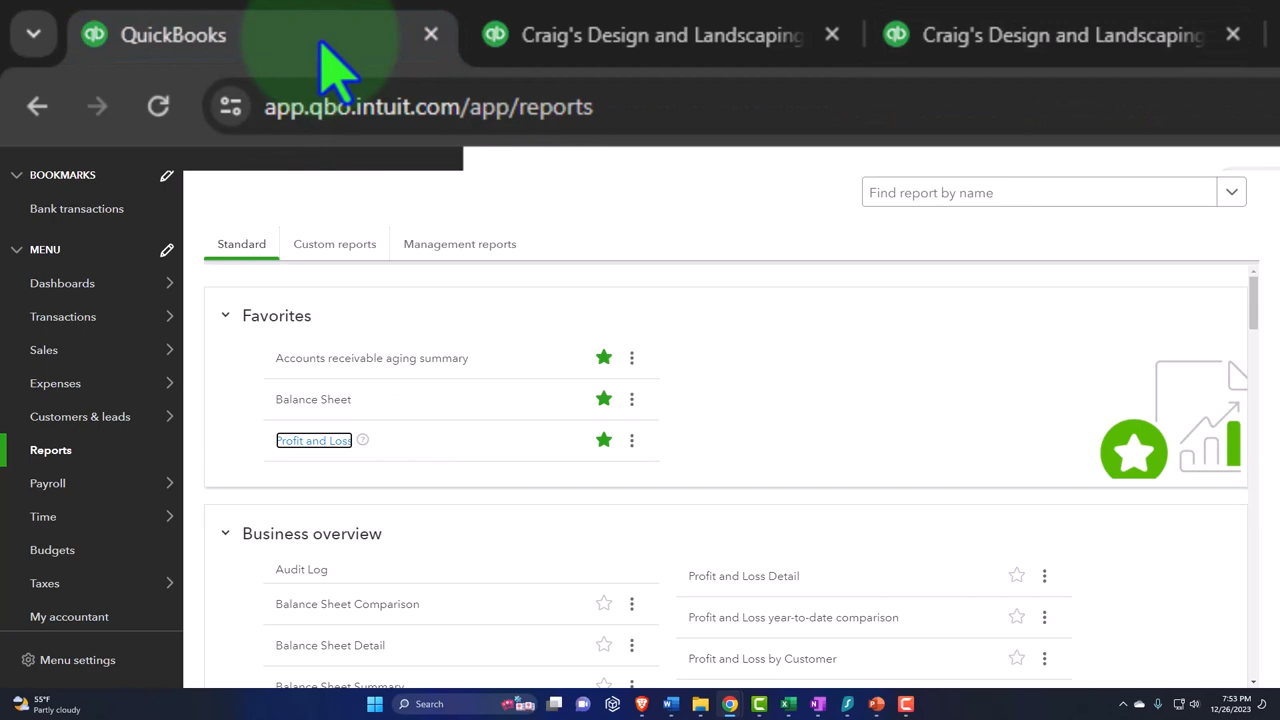 QuickBooks
Craig's Design and Landscaping
Craig's Design and Landscaping
app.qbo.intuit.com/app/reports
BOOKMARKS
Bank transactions
MENU
Dashboards
Transactions
Sales
Expenses
Customers & leads
Reports
Payroll
Time
Budgets
Taxes
My accountant
Menu settings
Find report by name
Standard
Custom reports
Management reports
Favorites
Accounts receivable aging summary
Balance Sheet
Profit and Loss
Business overview
Audit Log
Balance Sheet Comparison
Balance Sheet Detail
Balance Sheet Summary
Profit and Loss Detail
Profit and Loss year-to-date comparison
Profit and Loss by Customer
55°F
Partly cloudy
Search
7:53 PM
12/26/2023